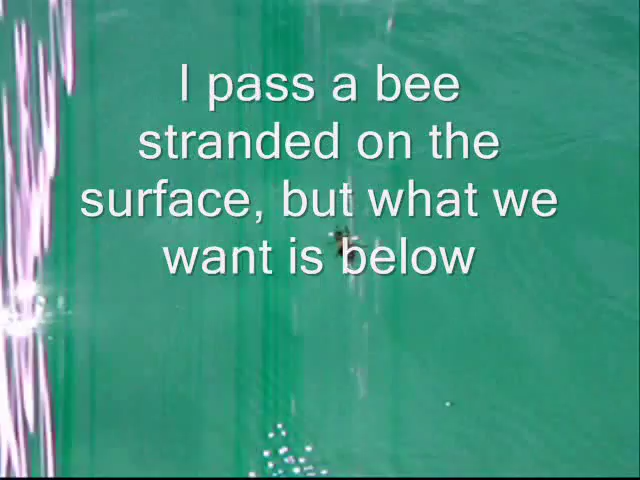 I pass a bee
stranded on the
surface, but what we
want is below